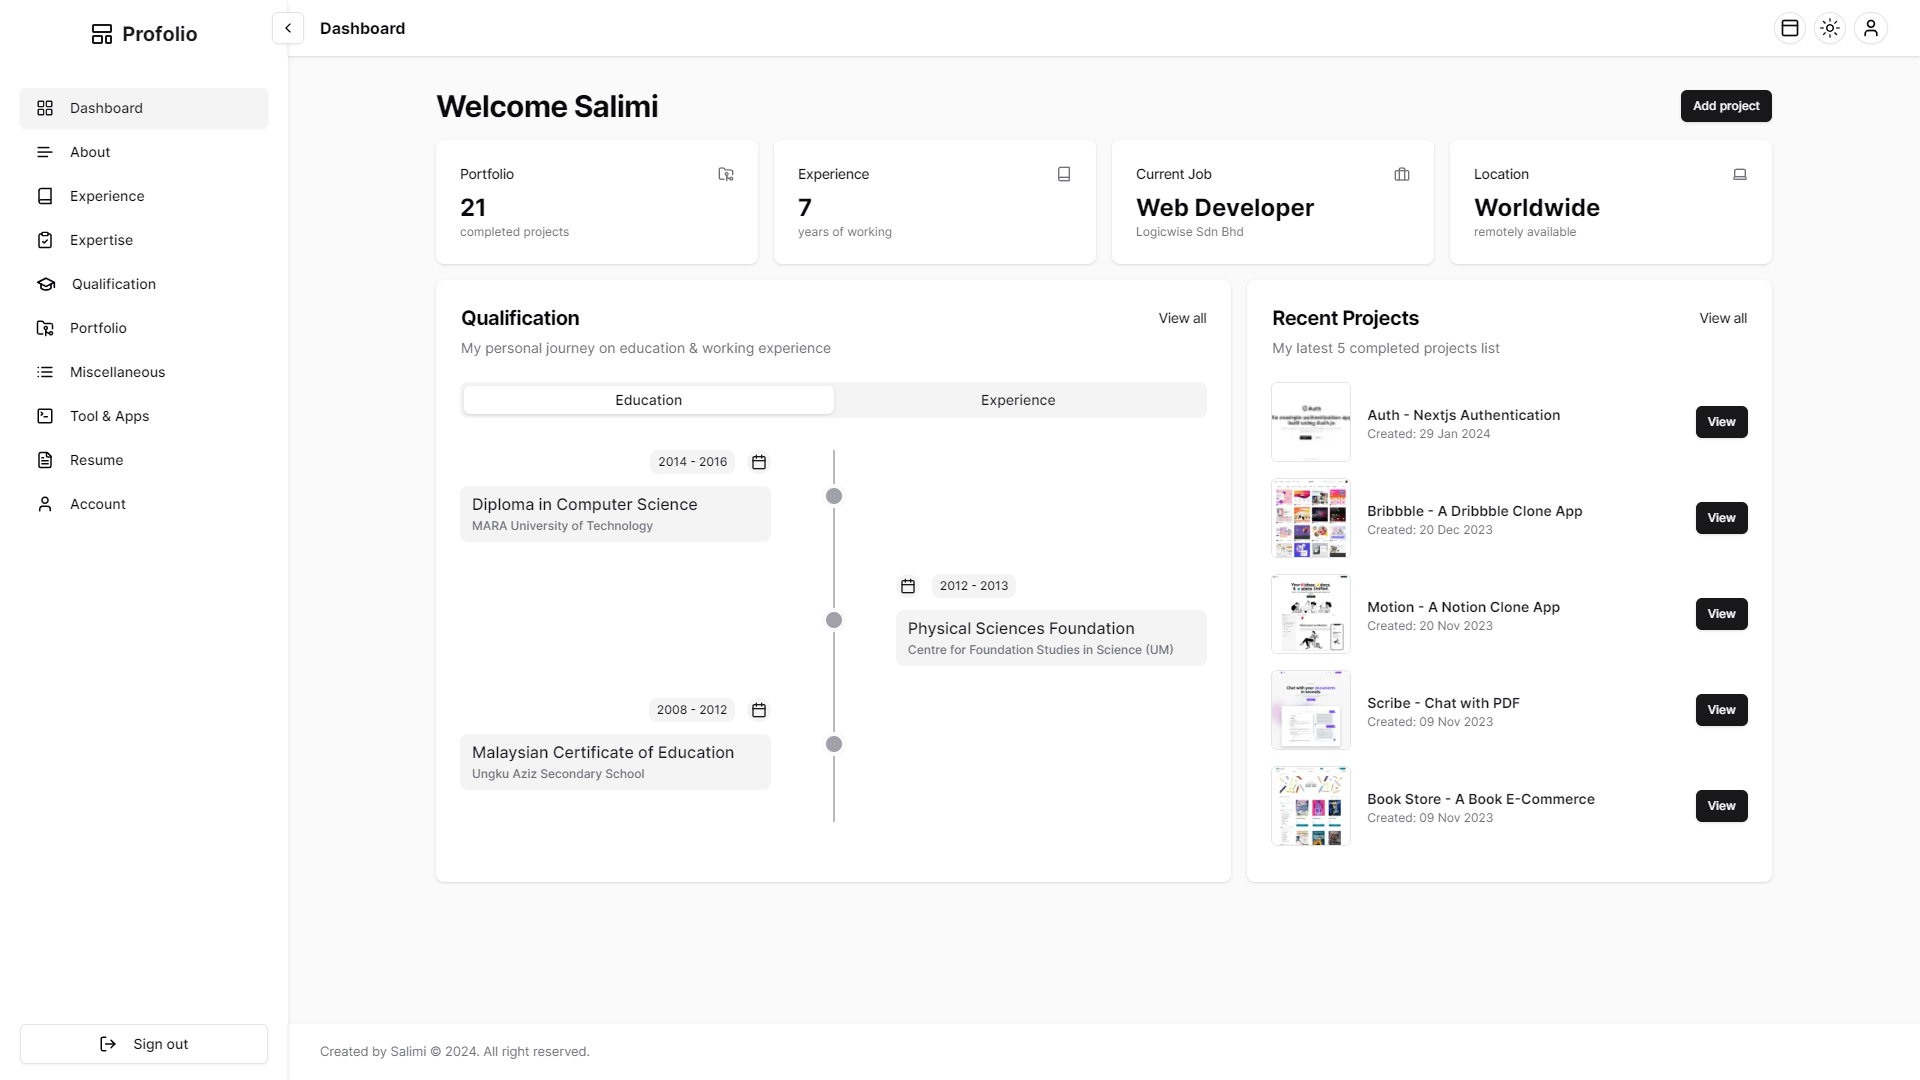 Profolio
Dashboard
Dashboard
About
Experience
Expertise
Qualification
Portfolio
Miscellaneous
Tool & Apps
Resume
Account
Sign out
Welcome Salimi
Add project
Portfolio
21
completed projects
Experience
7
years of working
Current Job
Web Developer
Logicwise Sdn Bhd
Location
Worldwide
remotely available
Qualification
View all
My personal journey on education & working experience
Education
Experience
2014 - 2016
Diploma in Computer Science
MARA University of Technology
2012 - 2013
Physical Sciences Foundation
Centre for Foundation Studies in Science (UM)
2008 - 2012
Malaysian Certificate of Education
Ungku Aziz Secondary School
Recent Projects
View all
My latest 5 completed projects list
Auth - Nextjs Authentication
Created: 29 Jan 2024
View
Bribbble - A Dribbble Clone App
Created: 20 Dec 2023
View
Motion - A Notion Clone App
Created: 20 Nov 2023
View
Scribe - Chat with PDF
Created: 09 Nov 2023
View
Book Store - A Book E-Commerce
Created: 09 Nov 2023
View
Created by Salimi © 2024. All right reserved.